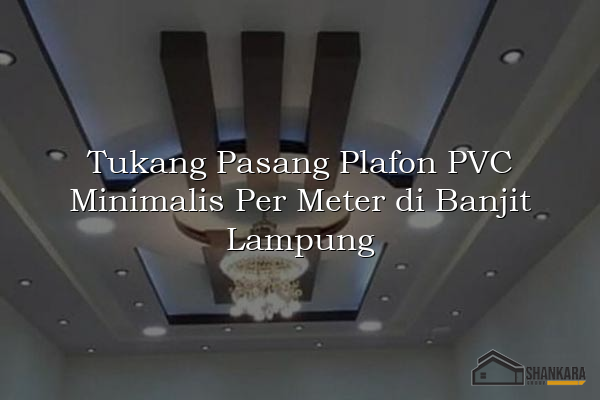 Tukang Pasang Plafon PVC
Minimalis Per Meter di Banjit
Lampung
SHANKARA